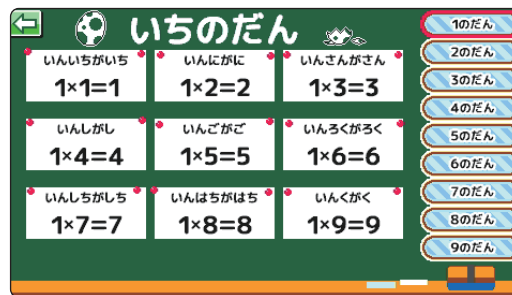 いちのだん
いんいちがいち
1×1=1
いんにがに
1×2=2
いんさんがさん
1×3=3
いんしがし
1×4=4
いんごがご
1×5=5
いんろくがろく
1×6=6
いんしちがしち
1×7=7
いんはちがはち
1×8=8
いんくがく
1×9=9
1のだん
2のだん
3のだん
4のだん
5のだん
6のだん
7のだん
8のだん
9のだん